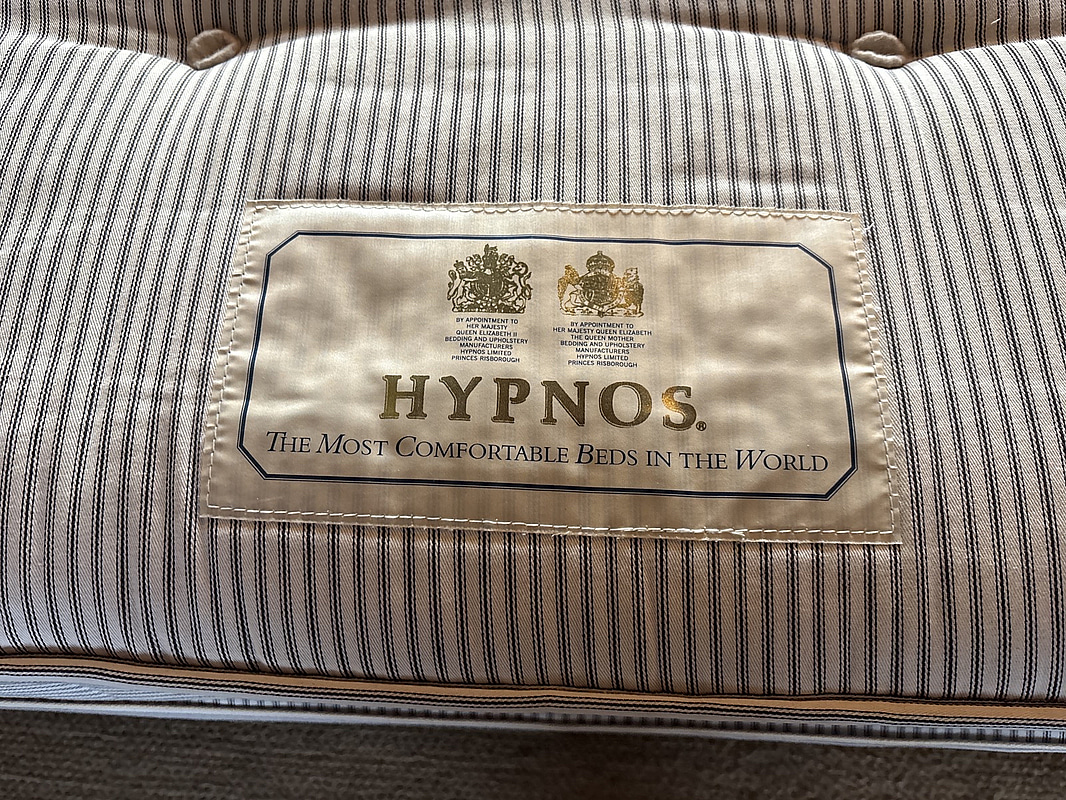 BY APPOINTMENT TO
HER MAJESTY
QUEEN ELIZABETH II
BEDDING AND UPHOLSTERY
MANUFACTURERS
HYPNOS LIMITED
PRINCES RISBOROUGH
BY APPOINTMENT TO
HER MAJESTY QUEEN ELIZABETH
THE QUEEN MOTHER
BEDDING AND UPHOLSTERY
MANUFACTURERS
HYPNOS LIMITED
PRINCES RISBOROUGH
HYPNOS®
THE MOST COMFORTABLE BEDS IN THE WORLD